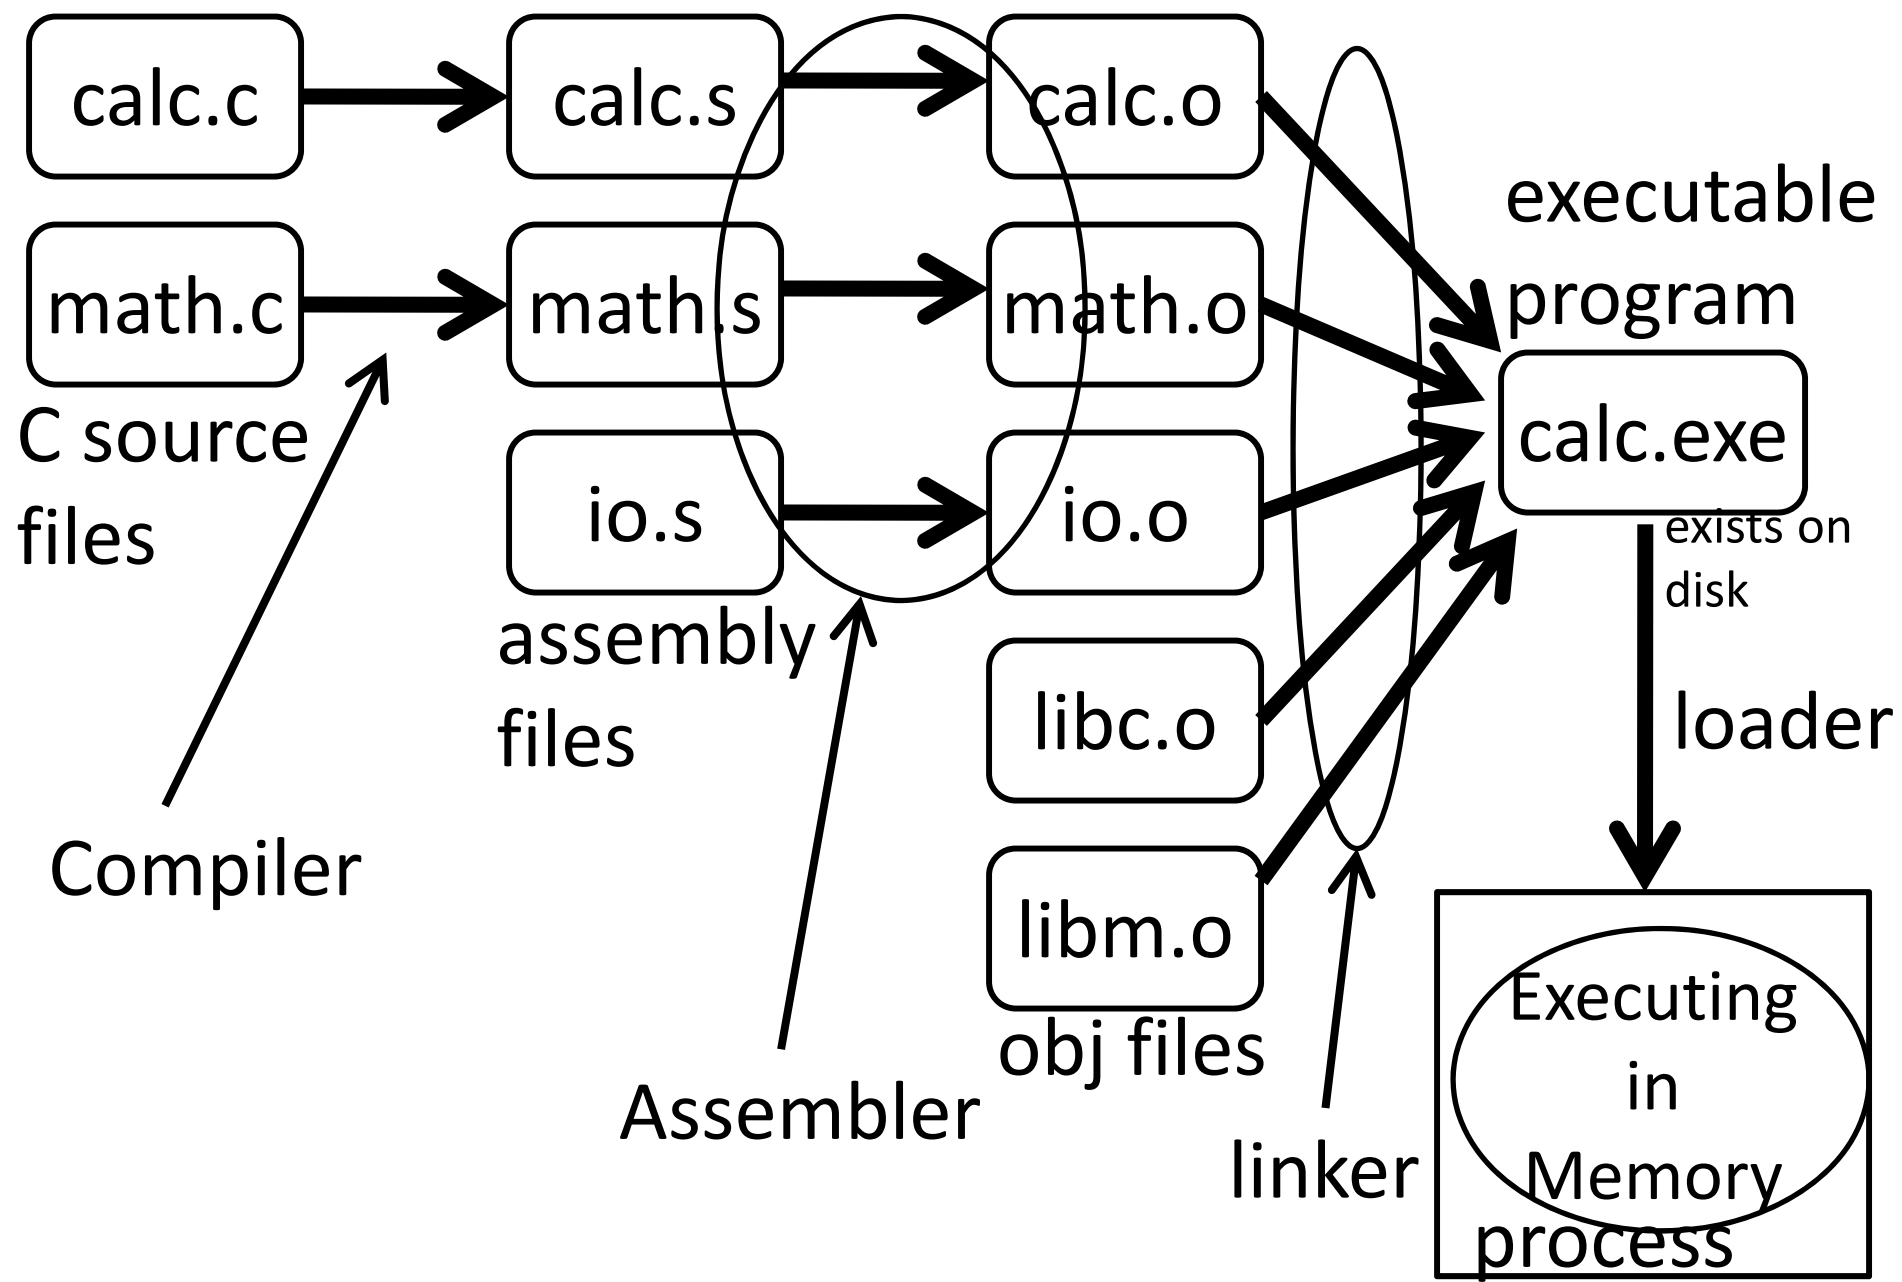 calc.c
calc.s
calc.o
math.c
math.s
math.o
io.s
io.o
libc.o
libm.o
C source
files
assembly
files
obj files
Compiler
Assembler
linker
executable
program
calc.exe
exists on
disk
loader
Executing
in
Memory
process